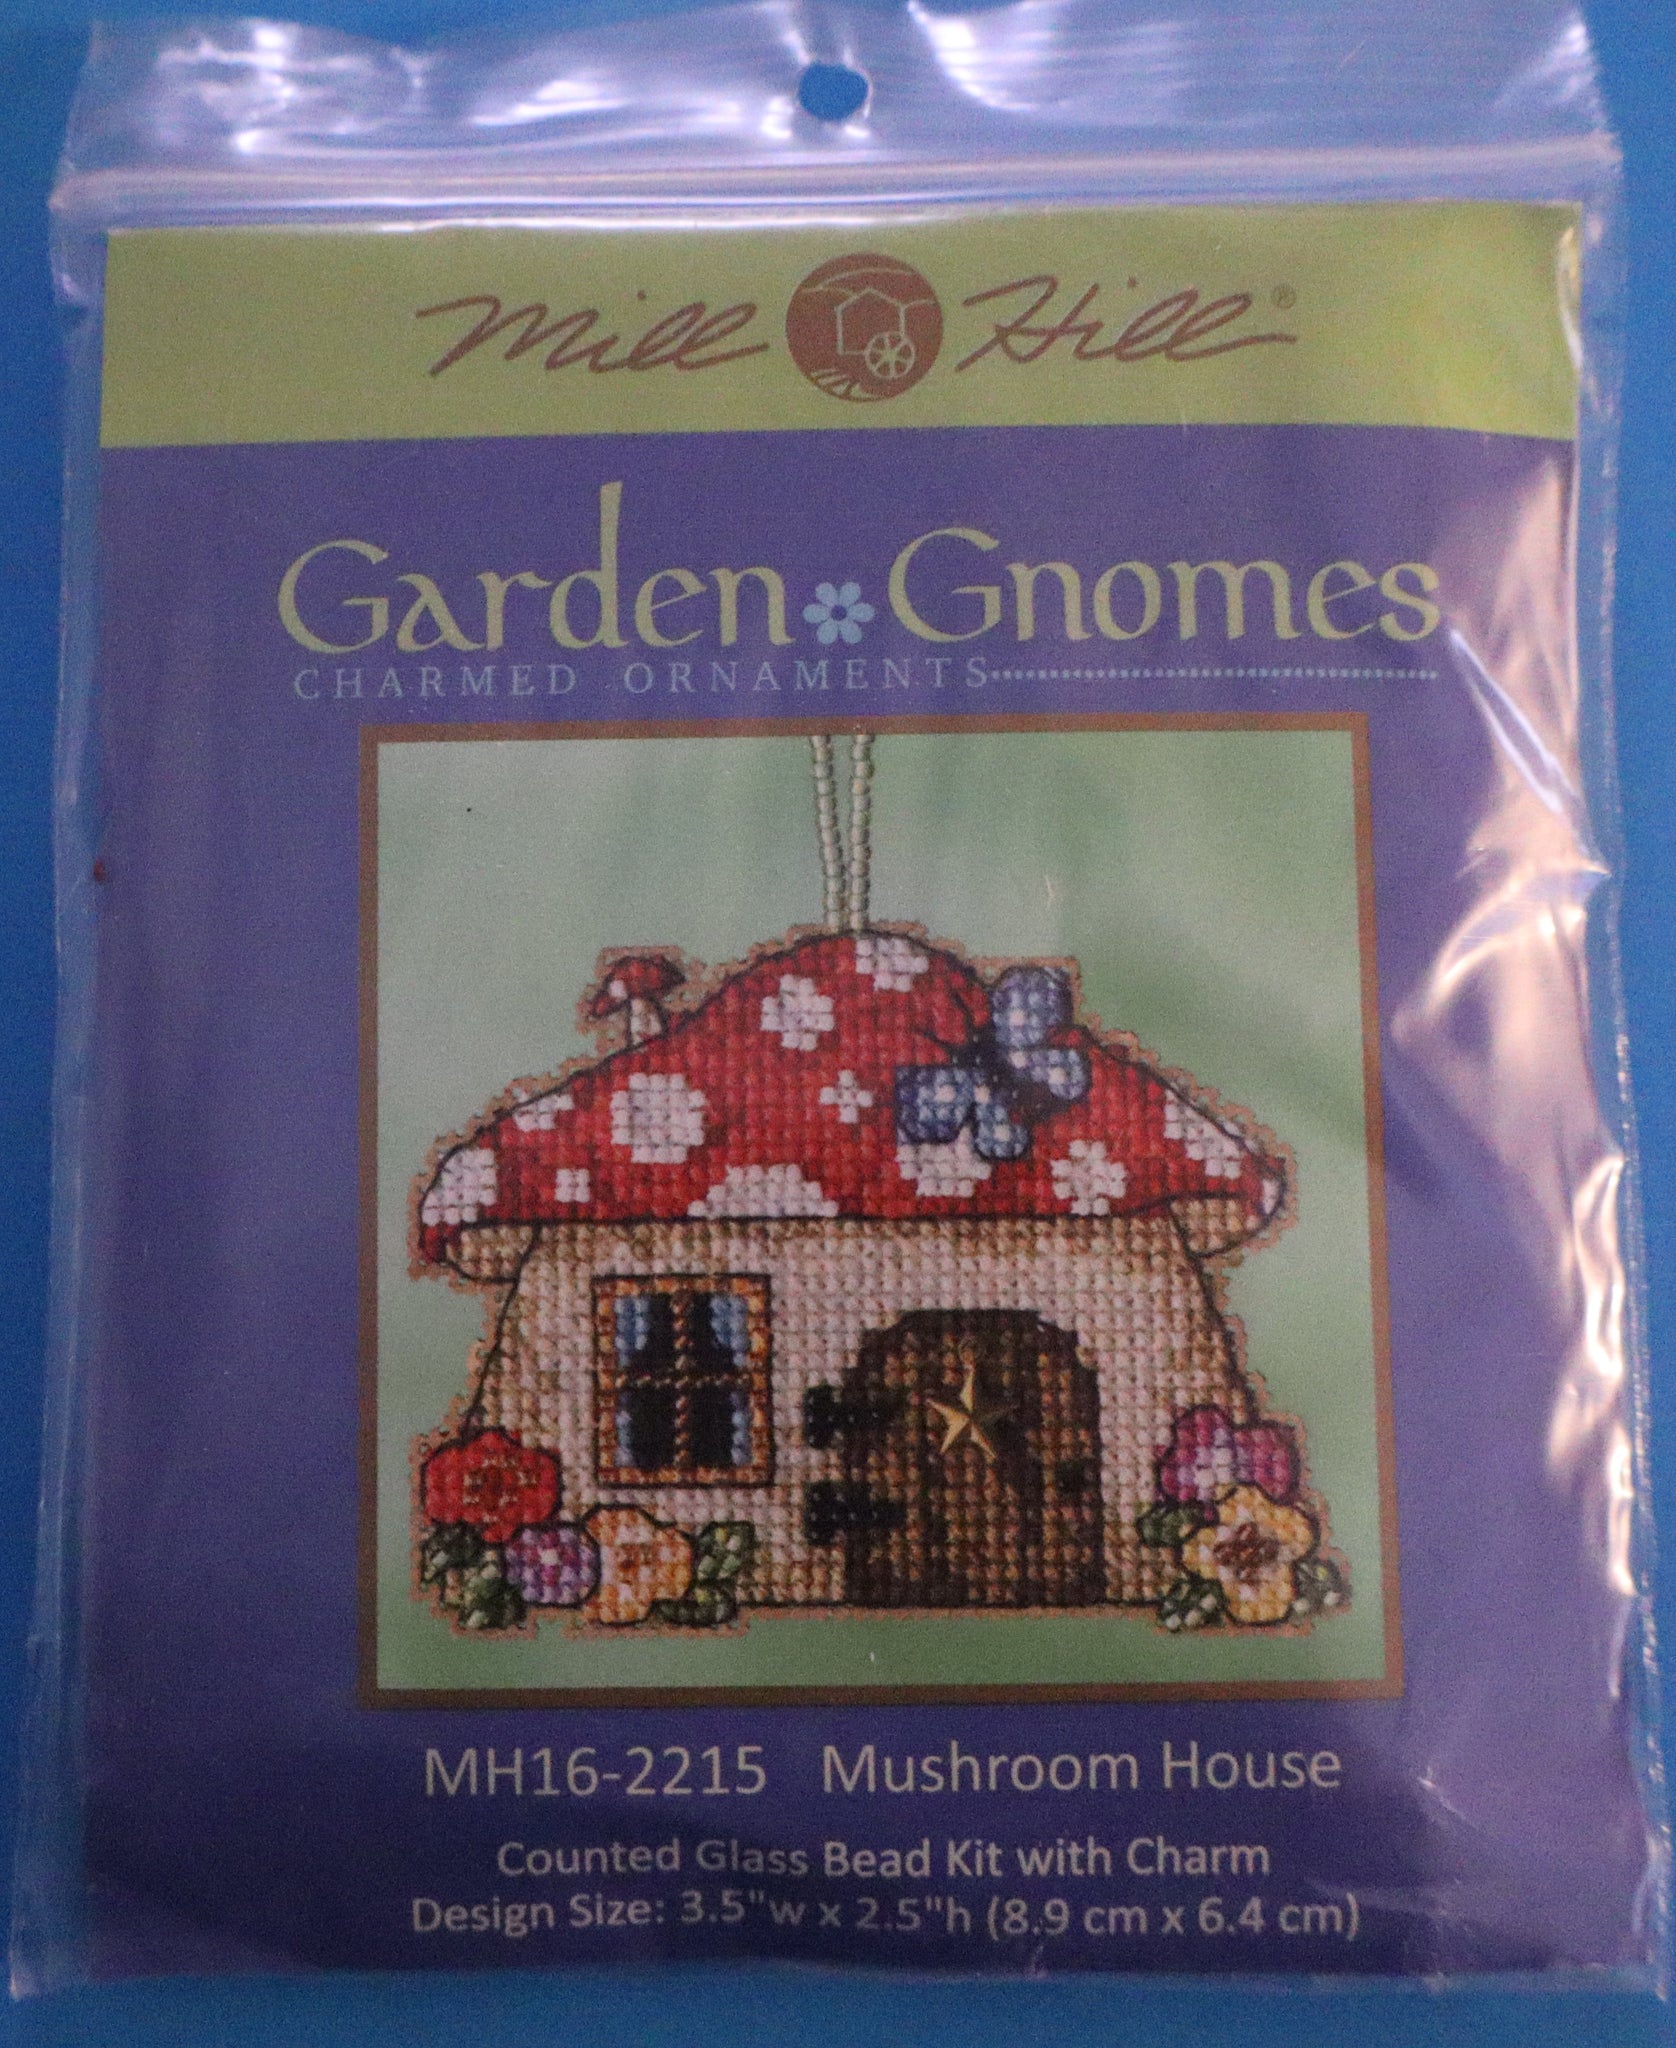 Mill Hill®
Garden Gnomes
CHARMED ORNAMENTS
MH16-2215 Mushroom House
Counted Glass Bead Kit with Charm
Design Size: 3.5"w x 2.5"h (8.9 cm x 6.4 cm)